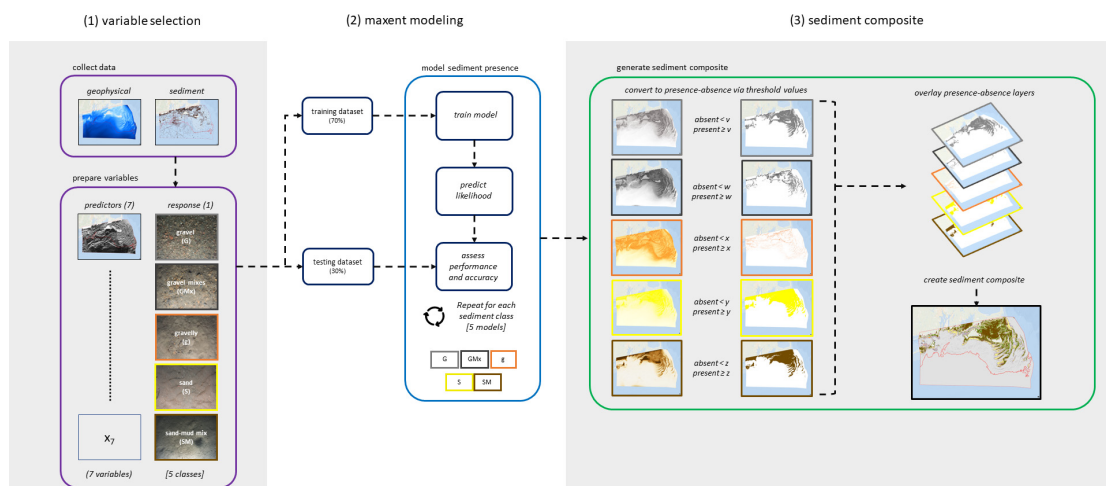 (1) variable selection
(2) maxent modeling
(3) sediment composite
collect data
geophysical
sediment
prepare variables
predictors (7)
response (1)
gravel
(G)
gravel mixes
(GMx)
gravelly
(g)
sand
(S)
sand-mod mix
(SM)
x7
(7 variables)
[5 classes]
training dataset
(70%)
testing dataset
(30%)
model sediment presence
train model
predict
likelihood
assess
performance
and accuracy
Repeat for each
sediment class
[5 models]
G
GMx
g
S
SM
generate sediment composite
convert to presence-absence via threshold values
absent < v
present ≥ v
absent < w
present ≥ w
absent < x
present ≥ x
absent < y
present ≥ y
absent < z
present ≥ z
overlay presence-absence layers
create sediment composite